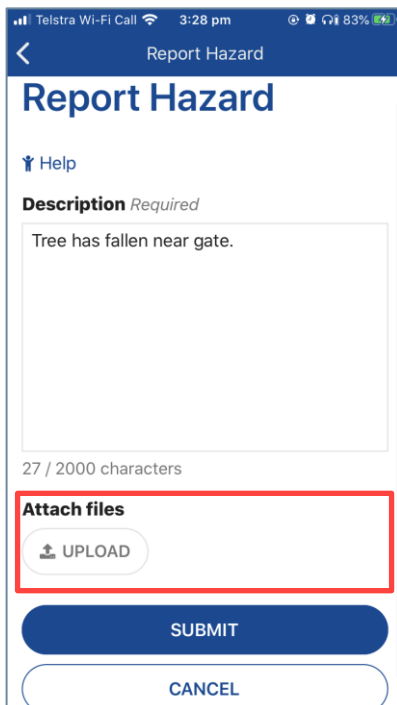 Telstra Wi-Fi Call 3:28 pm 83%
Report Hazard
Report Hazard
Help
Description Required
Tree has fallen near gate.
27 / 2000 characters
Attach files
UPLOAD
SUBMIT
CANCEL